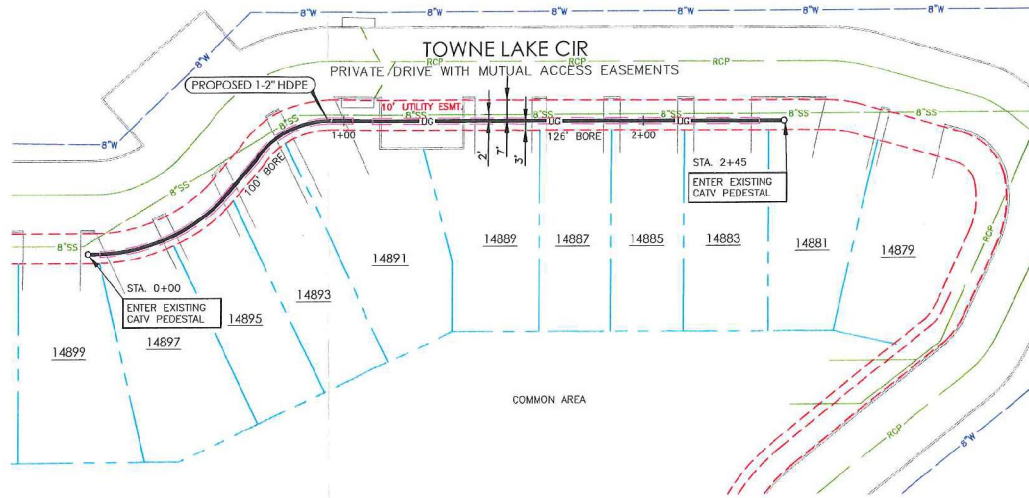 8"W
8"W
8"W
8"W
8"W
8"W
8"W
8"W
8"W
TOWNE LAKE CIR
RCP
RCP
RCP
PRIVATE DRIVE WITH MUTUAL ACCESS EASEMENTS
PROPOSED 1-2" HDPE
10' UTILITY ESMT.
8"SS
8"SS
8"SS
UG
UG
UG
1+00
126' BORE
2+00
2'
7'
3'
STA. 2+45
ENTER EXISTING
CATV PEDESTAL
100' BORE
8"SS
8"SS
14889
14887
14885
14883
14881
14879
14891
RCP
STA. 0+00
ENTER EXISTING
CATV PEDESTAL
14893
14895
14897
14899
COMMON AREA
RCP
8"W